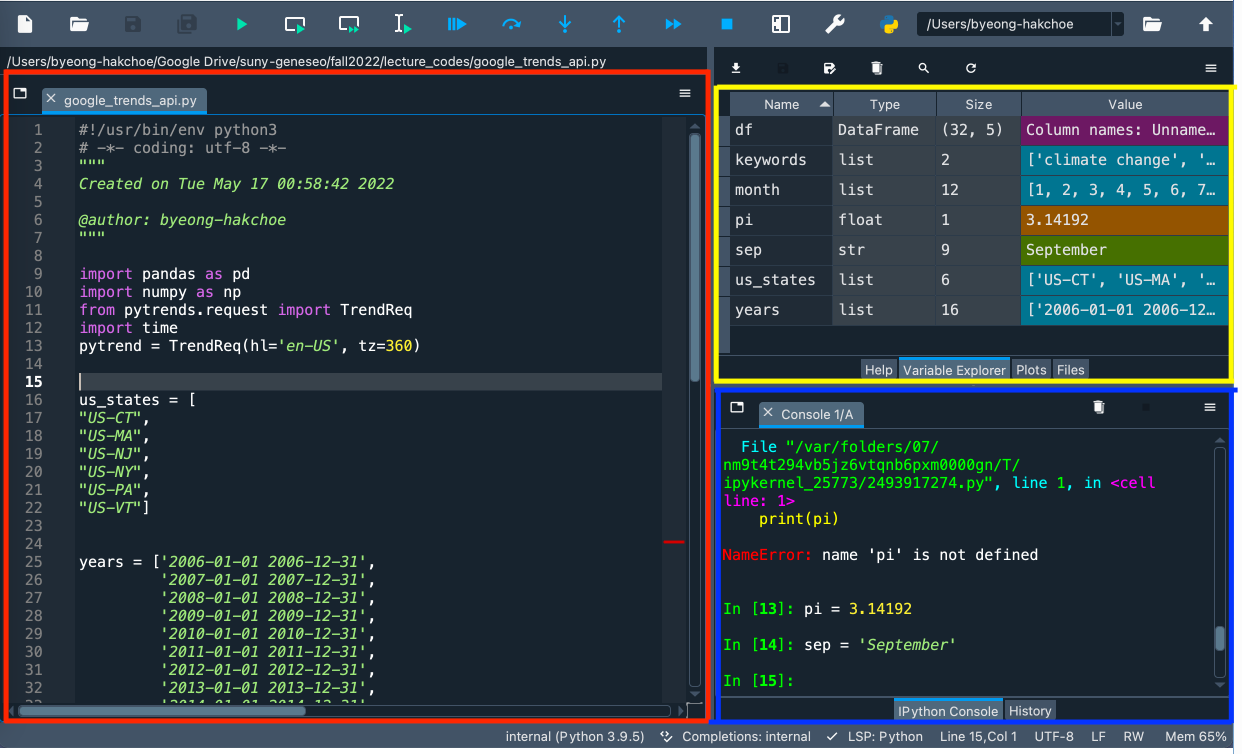 /Users/byeong-hakchoe
/Users/byeong-hakchoe/Google Drive/suny-geneseo/fall2022/lecture_codes/google_trends_api.py
google_trends_api.py
1 #!/usr/bin/env python3
2 # -*- coding: utf-8 -*-
3 """
4 Created on Tue May 17 00:58:42 2022
5
6 @author: byeong-hakchoe
7 """
8
9 import pandas as pd
10 import numpy as np
11 from pytrends.request import TrendReq
12 import time
13 pytrend = TrendReq(hl='en-US', tz=360)
14
15
16 us_states = [
17 "US-CT",
18 "US-MA",
19 "US-NJ",
20 "US-NY",
21 "US-PA",
22 "US-VT"]
23
24
25 years = ['2006-01-01 2006-12-31',
26 '2007-01-01 2007-12-31',
27 '2008-01-01 2008-12-31',
28 '2009-01-01 2009-12-31',
29 '2010-01-01 2010-12-31',
30 '2011-01-01 2011-12-31',
31 '2012-01-01 2012-12-31',
32 '2013-01-01 2013-12-31',
Name Type Size Value
df DataFrame (32, 5) Column names: Unname…
keywords list 2 ['climate change', '…
month list 12 [1, 2, 3, 4, 5, 6, 7…
pi float 1 3.14192
sep str 9 September
us_states list 6 ['US-CT', 'US-MA', '…
years list 16 ['2006-01-01 2006-12…
Help Variable Explorer Plots Files
Console 1/A
File "/var/folders/07/
nm9t4t294vb5jz6vtqnb6pxm0000gn/T/
ipykernel_25773/2493917274.py", line 1, in <cell
line: 1>
print(pi)
NameError: name 'pi' is not defined
In [13]: pi = 3.14192
In [14]: sep = 'September'
In [15]:
IPython Console History
internal (Python 3.9.5) Completions: internal LSP: Python Line 15,Col 1 UTF-8 LF RW Mem 65%